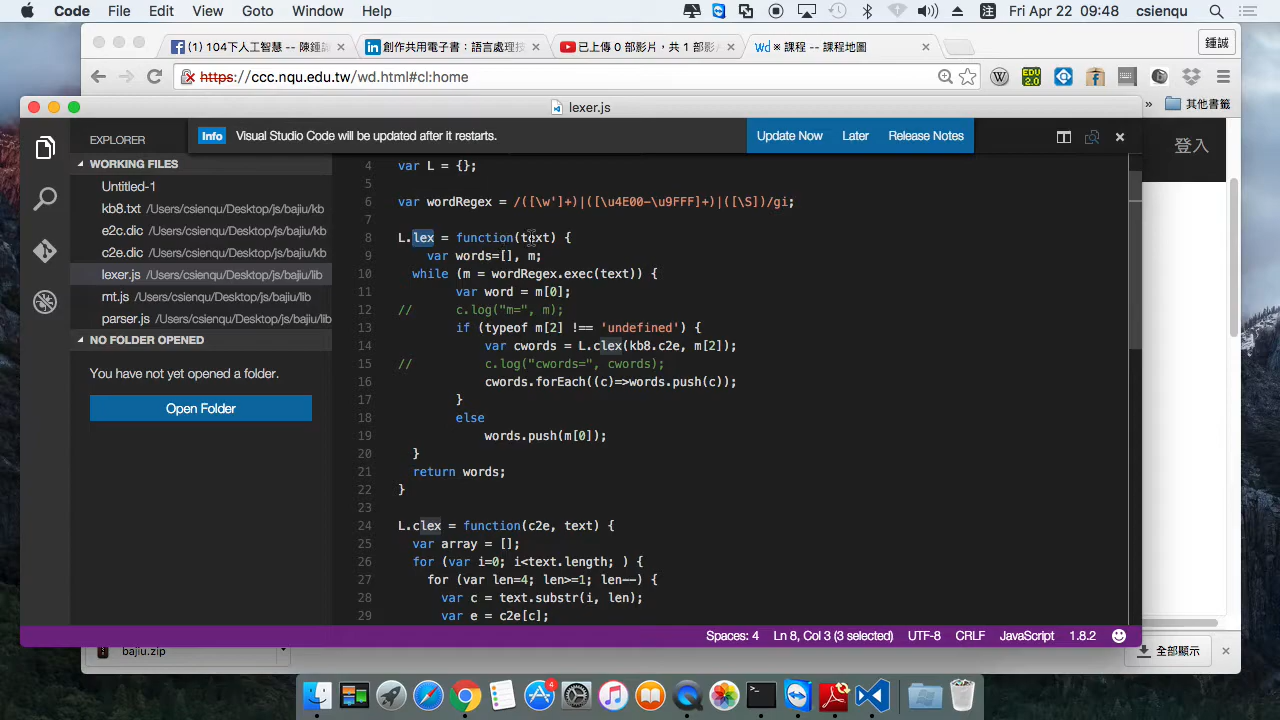 Code File Edit View Goto Window Help
Fri Apr 22 09:48 csienqu
(1) 104下人工智慧 -- 陳鍾誠
創作共用電子書：語言處理技
已上傳 0 部影片，共 1 部影片
Wd ※ 課程 -- 旅程地圖
鍾誠
https://ccc.nqu.edu.tw/wd.html#cl:home
» 其他書籤
登入
lexer.js
EXPLORER
Info Visual Studio Code will be updated after it restarts.
Update Now Later Release Notes
WORKING FILES
Untitled-1
kb8.txt /Users/csienqu/Desktop/js/bajiu/kb
e2c.dic /Users/csienqu/Desktop/js/bajiu/kb
c2e.dic /Users/csienqu/Desktop/js/bajiu/kb
lexer.js /Users/csienqu/Desktop/js/bajiu/lib
mt.js /Users/csienqu/Desktop/js/bajiu/lib
parser.js /Users/csienqu/Desktop/js/bajiu/lib
NO FOLDER OPENED
You have not yet opened a folder.
Open Folder
4 var L = {};
5
6 var wordRegex = /([\w']+)|([\u4E00-\u9FFF]+)|([\S])/gi;
7
8 L.lex = function(text) {
9 var words=[], m;
10 while (m = wordRegex.exec(text)) {
11 var word = m[0];
12 // c.log("m=", m);
13 if (typeof m[2] !== 'undefined') {
14 var cwords = L.clex(kb8.c2e, m[2]);
15 // c.log("cwords=", cwords);
16 cwords.forEach((c)=>words.push(c));
17 }
18 else
19 words.push(m[0]);
20 }
21 return words;
22 }
23
24 L.clex = function(c2e, text) {
25 var array = [];
26 for (var i=0; i<text.length; ) {
27 for (var len=4; len>=1; len--) {
28 var c = text.substr(i, len);
29 var e = c2e[c];
Spaces: 4 Ln 8, Col 3 (3 selected) UTF-8 CRLF JavaScript 1.8.2
bajiu.zip
全部顯示